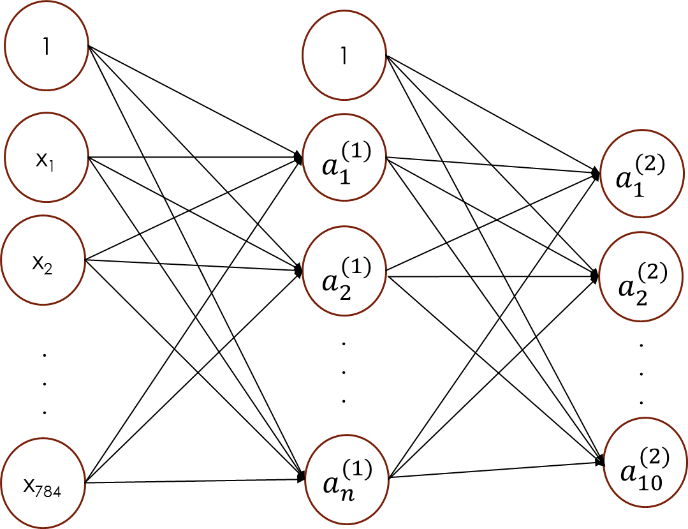 1
x₁
x₂
.
.
.
x₇₈₄
1
a₁⁽¹⁾
a₂⁽¹⁾
.
.
.
aₙ⁽¹⁾
a₁⁽²⁾
a₂⁽²⁾
.
.
.
a₁₀⁽²⁾